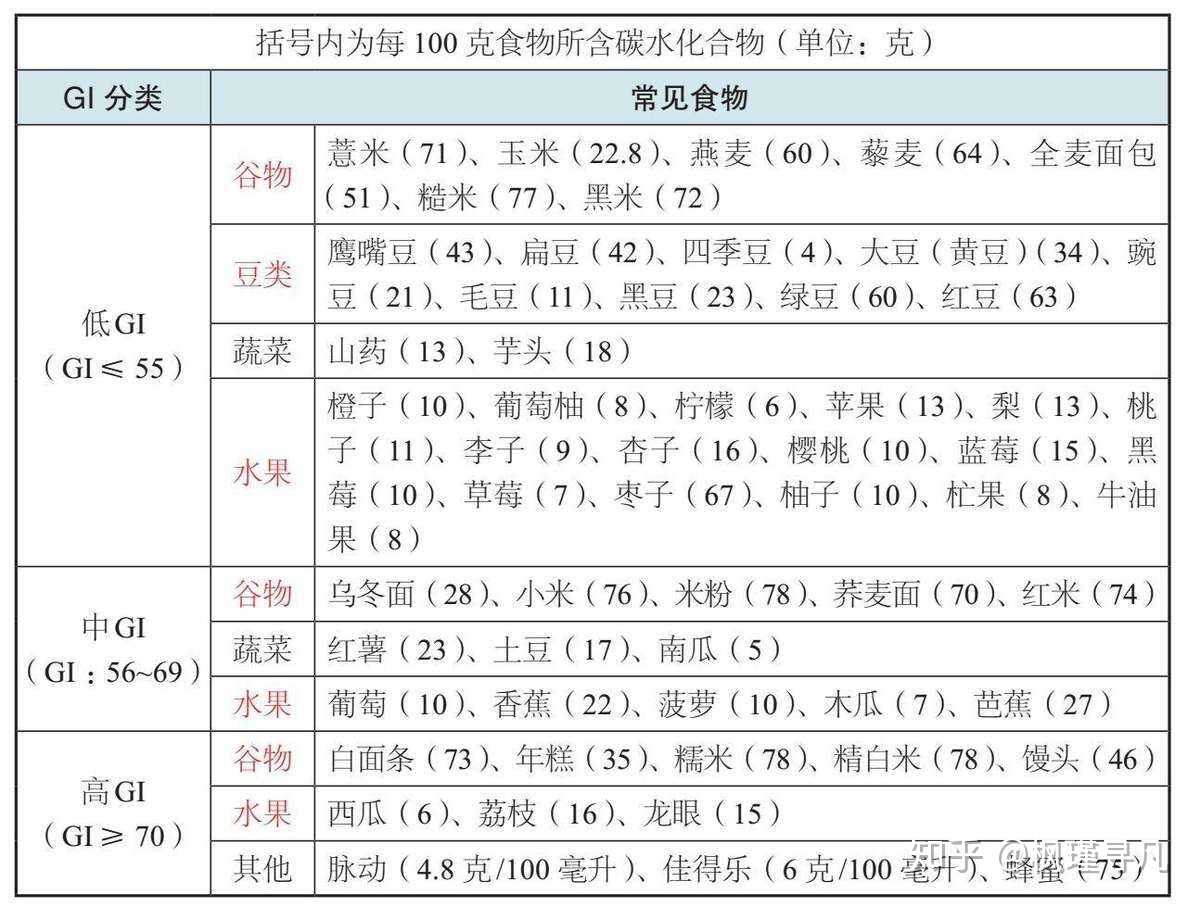 括号内为每 100 克食物所含碳水化合物（单位：克）
GI 分类 常见食物
低GI
（GI≤ 55）
谷物
薏米（71）、玉米（22.8）、燕麦（60）、藜麦（64）、全麦面包
（51）、糙米（77）、黑米（72）
豆类
鹰嘴豆（43）、扁豆（42）、四季豆（4）、大豆（黄豆）（34）、豌
豆（21）、毛豆（11）、黑豆（23）、绿豆（60）、红豆（63）
蔬菜
山药（13）、芋头（18）
水果
橙子（10）、葡萄柚（8）、柠檬（6）、苹果（13）、梨（13）、桃
子（11）、李子（9）、杏子（16）、樱桃（10）、蓝莓（15）、黑
莓（10）、草莓（7）、枣子（67）、柚子（10）、杧果（8）、牛油
果（8）
中GI
（GI：56~69）
谷物
乌冬面（28）、小米（76）、米粉（78）、荞麦面（70）、红米（74）
蔬菜
红薯（23）、土豆（17）、南瓜（5）
水果
葡萄（10）、香蕉（22）、菠萝（10）、木瓜（7）、芭蕉（27）
高GI
（GI≥ 70）
谷物
白面条（73）、年糕（35）、糯米（78）、精白米（78）、馒头（46）
水果
西瓜（6）、荔枝（16）、龙眼（15）
其他
脉动（4.8 克/100 毫升）、佳得乐（6 克/100 毫升）、蜂蜜（75）
知乎 @枫瑾寻凡